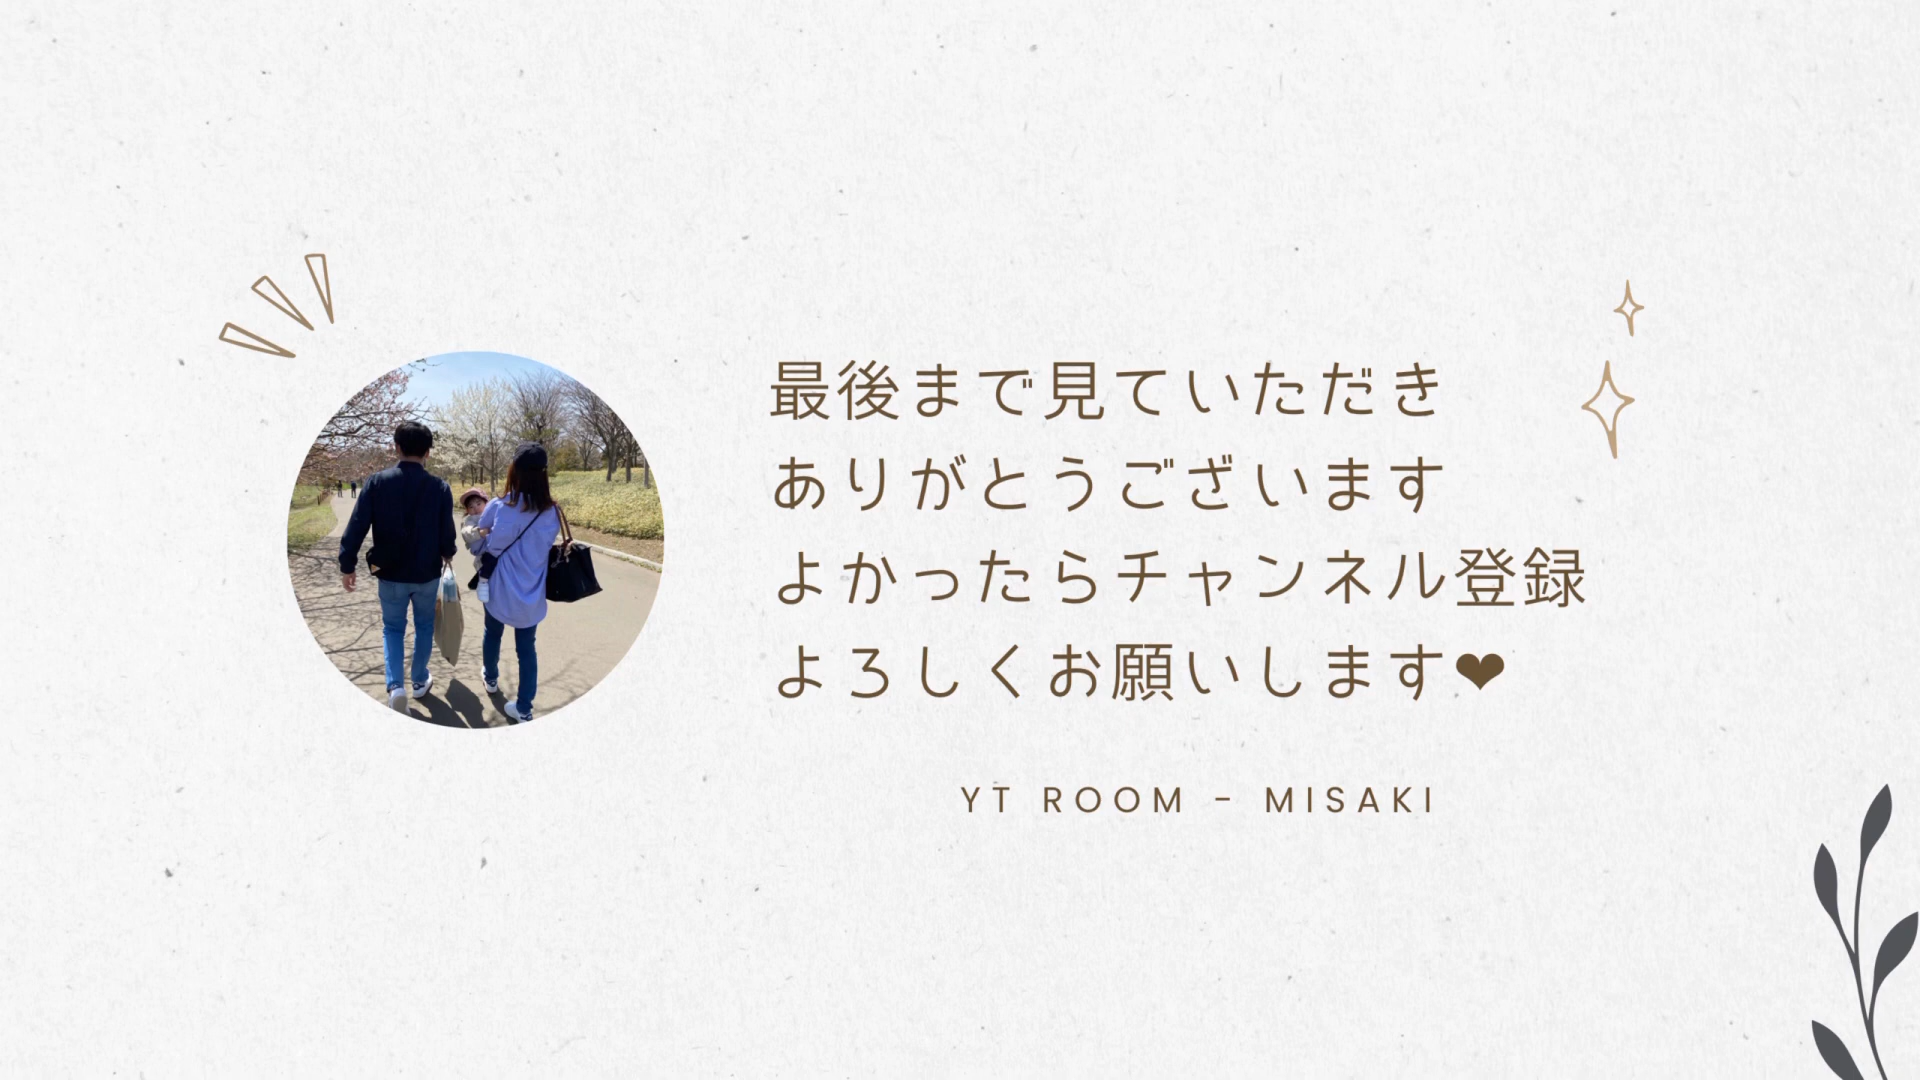 最後まで見ていただき
ありがとうございます
よかったらチャンネル登録
よろしくお願いします❤
YT ROOM - MISAKI